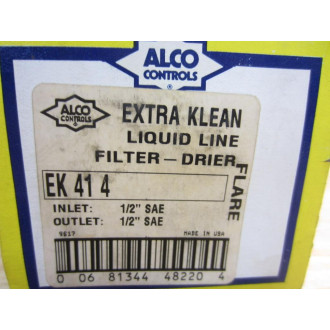 ALCO
CONTROLS
ALCO
CONTROLS
EXTRA KLEAN
LIQUID LINE
FILTER-DRIER
FLARE
EK 41 4
INLET: 1/2" SAE
OUTLET: 1/2" SAE
9617 MADE IN USA
0 06 81344 48220 4